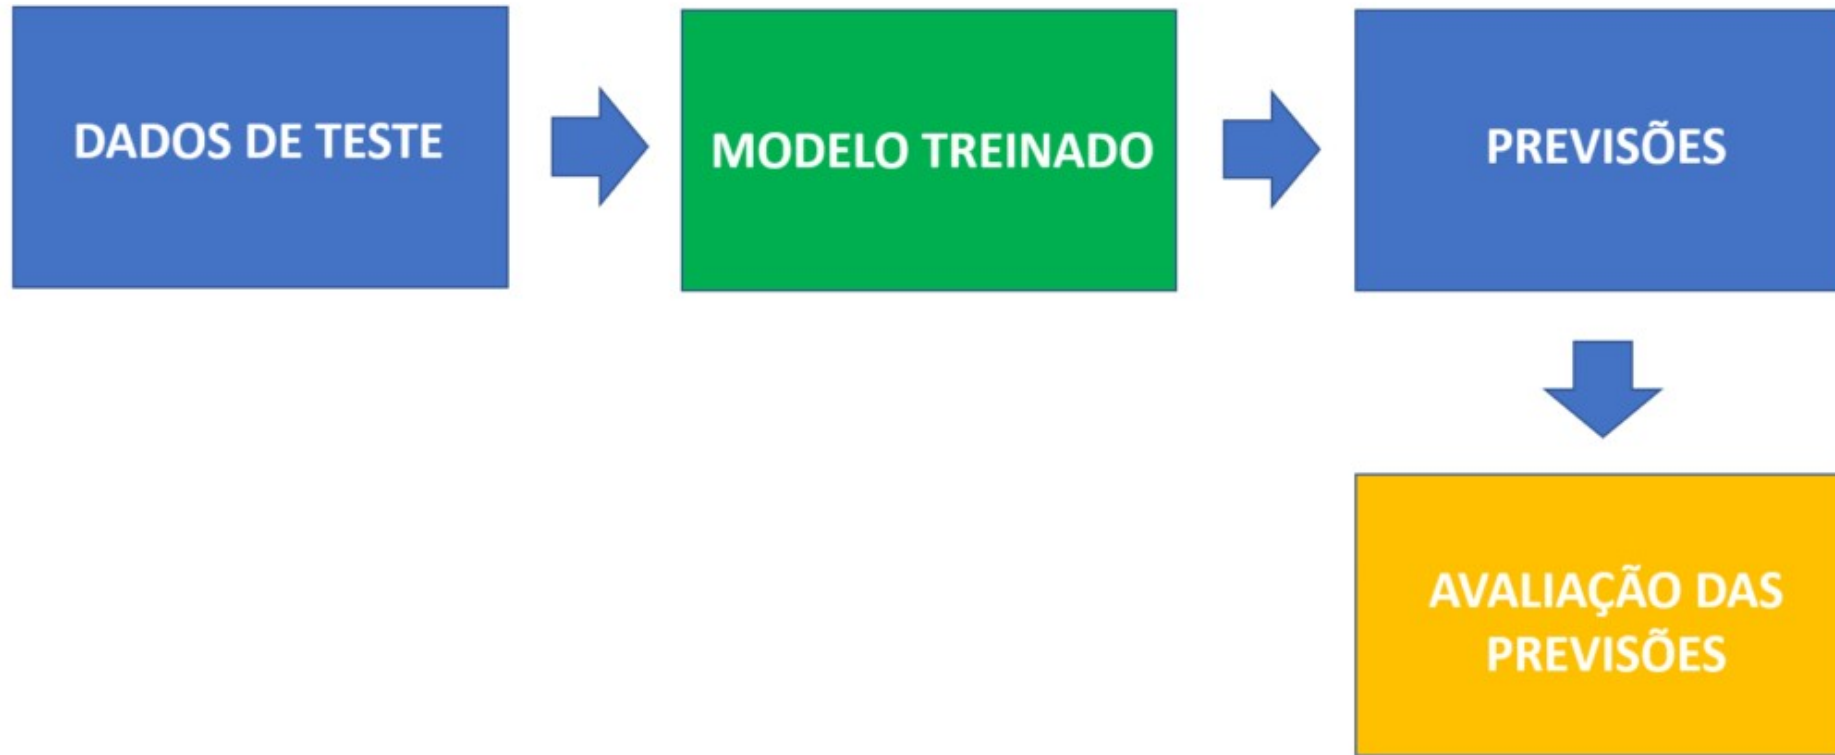 DADOS DE TESTE
MODELO TREINADO
PREVISÕES
AVALIAÇÃO DAS
PREVISÕES